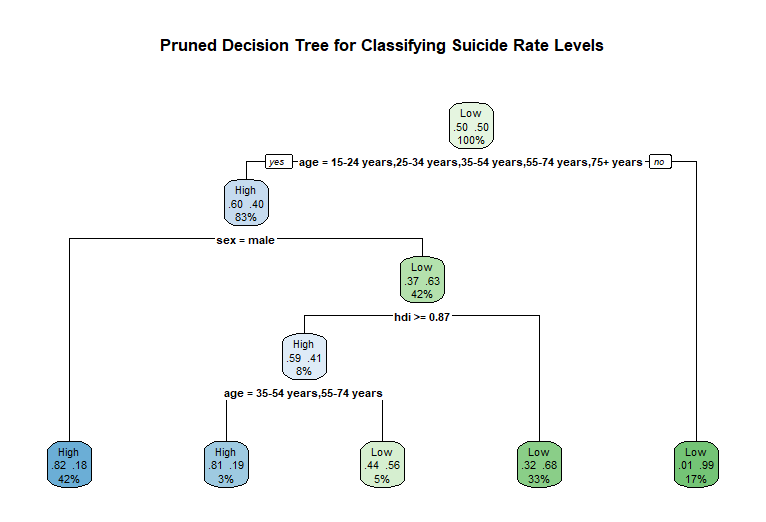 Pruned Decision Tree for Classifying Suicide Rate Levels
Low
.50 .50
100%
yes
age = 15-24 years,25-34 years,35-54 years,55-74 years,75+ years
no
High
.60 .40
83%
sex = male
Low
.37 .63
42%
hdi >= 0.87
High
.59 .41
8%
age = 35-54 years,55-74 years
High
.82 .18
42%
High
.81 .19
3%
Low
.44 .56
5%
Low
.32 .68
33%
Low
.01 .99
17%